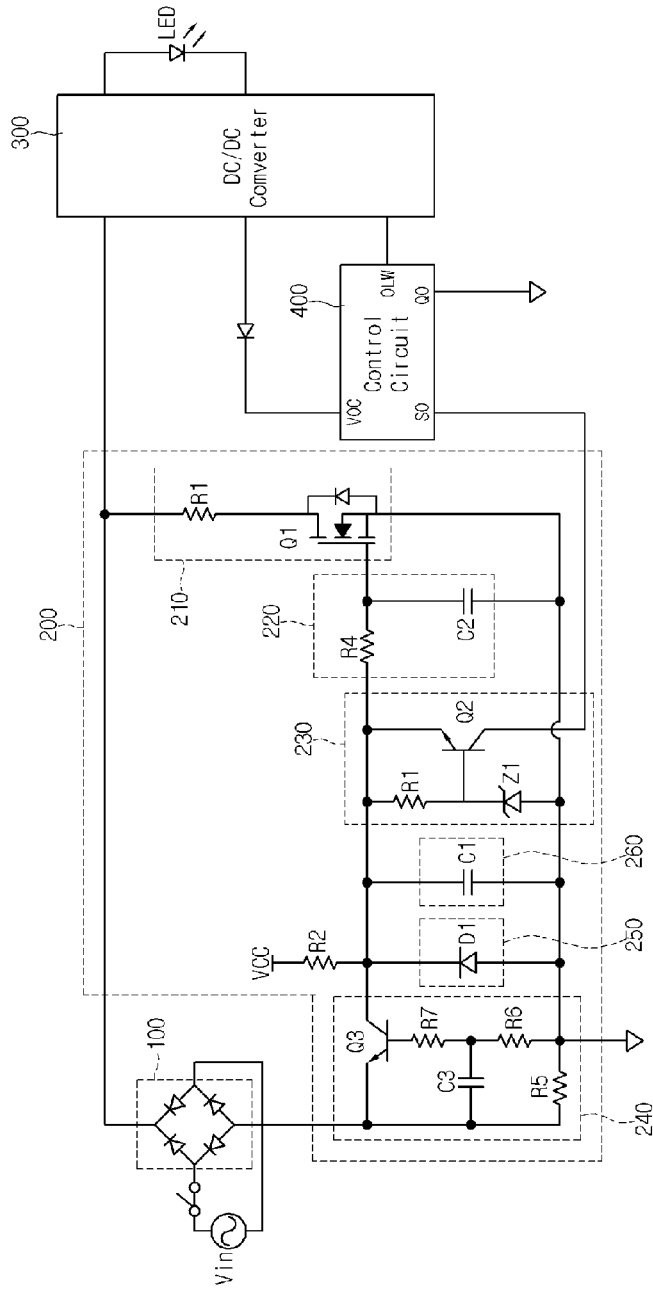 LED
300
DC/DC
Comverter
400
OLW
Control
Circuit
QO
VOC
SO
200
210
R1
Q1
220
R4
C2
230
R1
Q2
Z1
C1
260
VCC
R2
D1
250
100
Q3
R7
R6
C3
R5
240
Vin